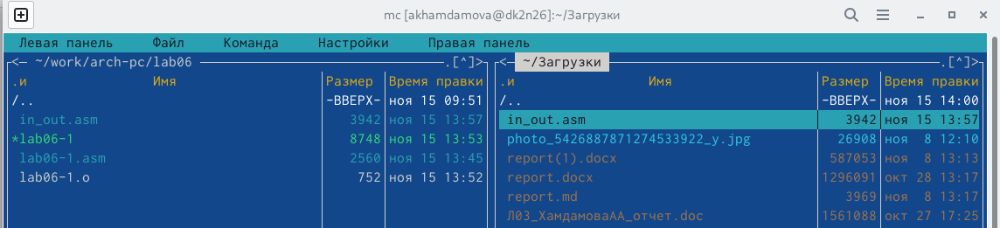 mc [akhamdamova@dk2n26]:~/Загрузки
Левая панель Файл Команда Настройки Правая панель
<— ~/work/arch-pc/lab06 .[^]> <— ~/Загрузки .[^]>
.и Имя Размер Время правки .и Имя Размер Время правки
/.. -ВВЕРХ- ноя 15 09:51 /.. -ВВЕРХ- ноя 15 14:00
in_out.asm 3942 ноя 15 13:57 in_out.asm 3942 ноя 15 13:57
*lab06-1 8748 ноя 15 13:53 photo_5426887871274533922_y.jpg 26908 ноя 8 12:10
lab06-1.asm 2560 ноя 15 13:45 report(1).docx 587053 ноя 8 13:13
lab06-1.o 752 ноя 15 13:52 report.docx 1296091 окт 28 13:17
report.md 3969 ноя 8 13:17
Л03_ХамдамоваАА_отчет.doc 1561088 окт 27 17:25